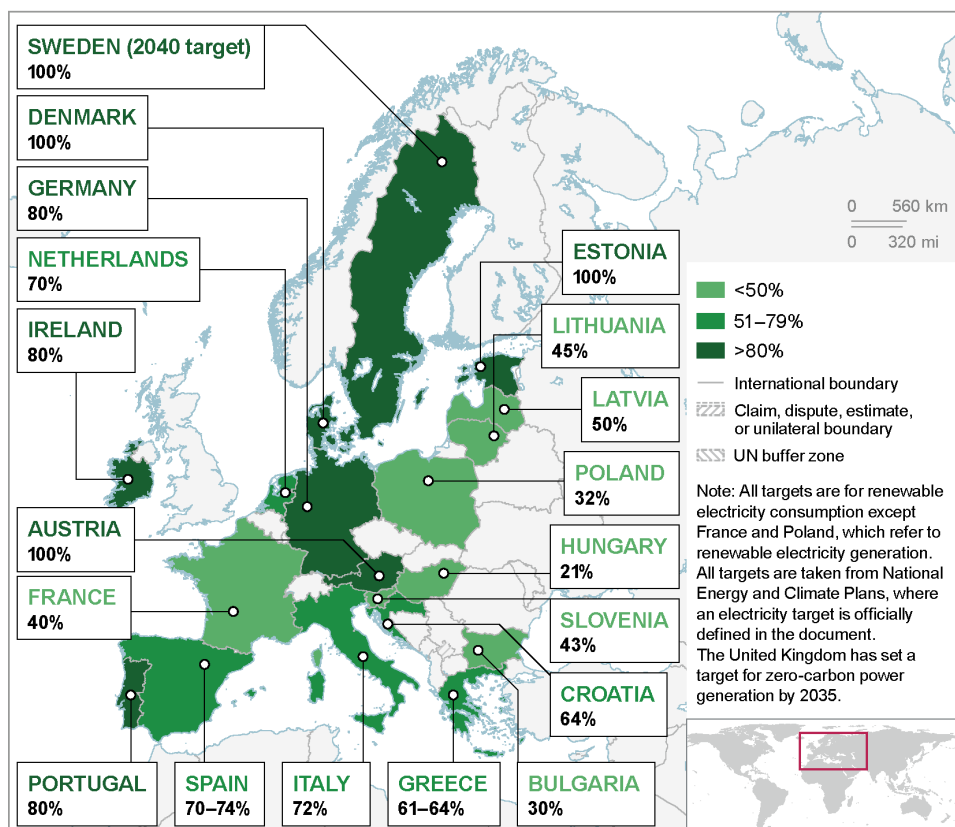 SWEDEN (2040 target)
100%
DENMARK
100%
GERMANY
80%
NETHERLANDS
70%
IRELAND
80%
AUSTRIA
100%
FRANCE
40%
PORTUGAL
80%
SPAIN
70–74%
ITALY
72%
GREECE
61–64%
BULGARIA
30%
ESTONIA
100%
LITHUANIA
45%
LATVIA
50%
POLAND
32%
HUNGARY
21%
SLOVENIA
43%
CROATIA
64%
0 560 km
0 320 mi
<50%
51–79%
>80%
International boundary
Claim, dispute, estimate,
or unilateral boundary
UN buffer zone
Note: All targets are for renewable
electricity consumption except
France and Poland, which refer to
renewable electricity generation.
All targets are taken from National
Energy and Climate Plans, where
an electricity target is officially
defined in the document.
The United Kingdom has set a
target for zero-carbon power
generation by 2035.